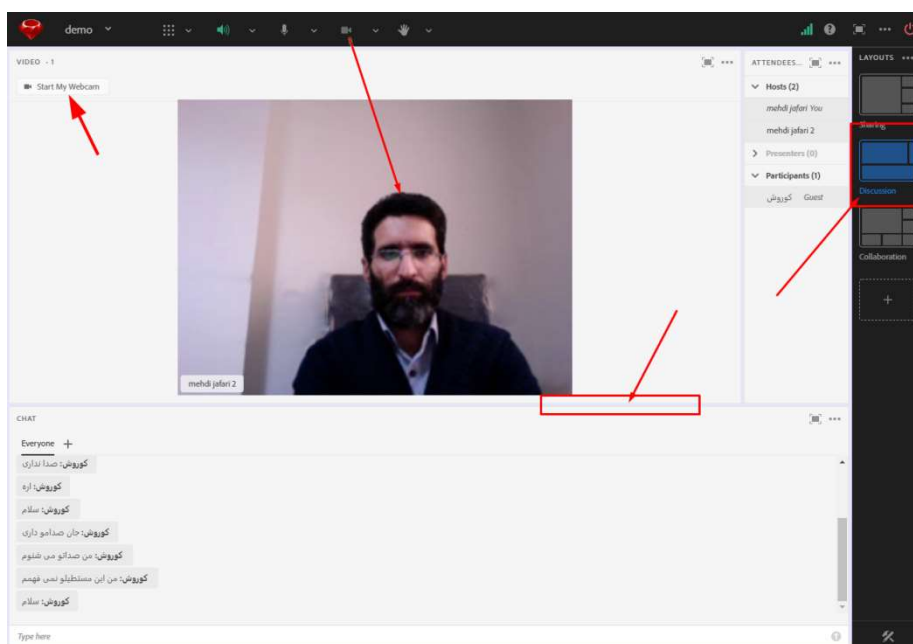 demo
VIDEO - 1
Start My Webcam
mehdi jafari 2
ATTENDEES...
Hosts (2)
mehdi jafari You
mehdi jafari 2
Presenters (0)
Participants (1)
کوروش Guest
LAYOUTS
Sharing
Discussion
Collaboration
CHAT
Everyone
کوروش: صدا نداری
کوروش: اره
کوروش: سلام
کوروش: جان صدامو داری
کوروش: من صداتو می شنوم
کوروش: من این مستطیلو نمی فهمم
کوروش: سلام
Type here